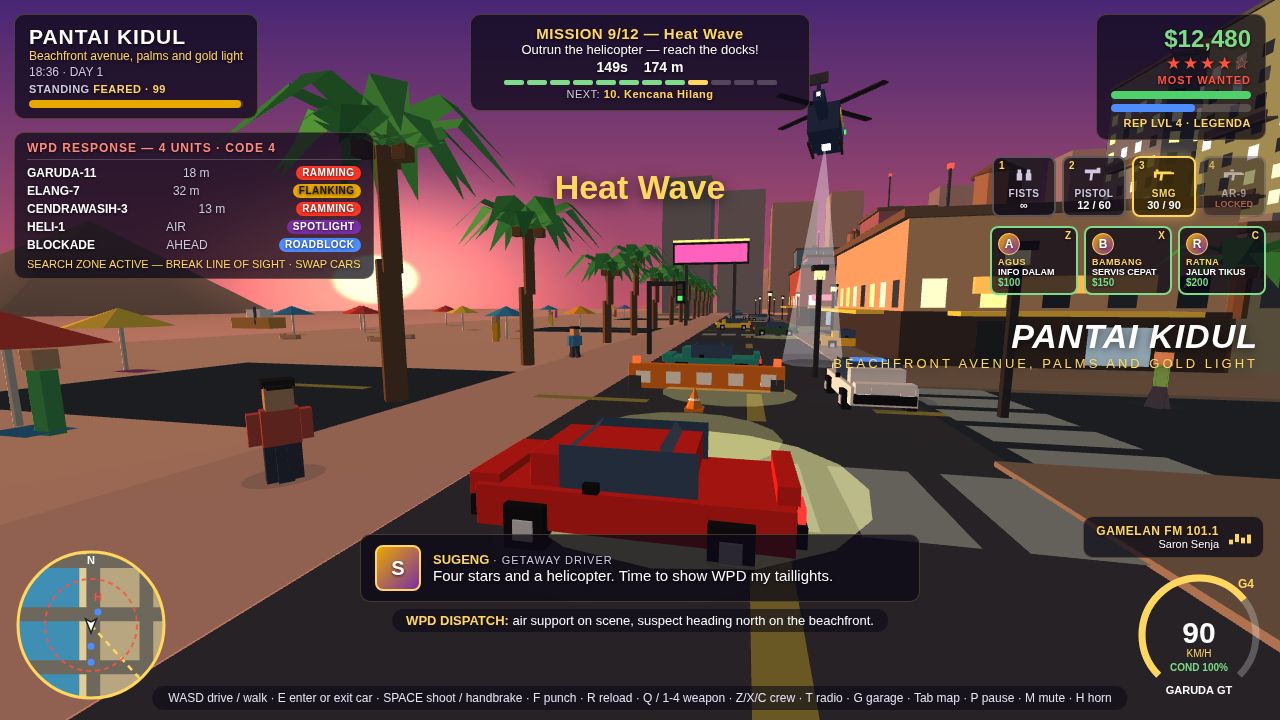 PANTAI KIDUL
Beachfront avenue, palms and gold light
18:36 · DAY 1
STANDING FEARED · 99
WPD RESPONSE — 4 UNITS · CODE 4
GARUDA-11 18 m RAMMING
ELANG-7 32 m FLANKING
CENDRAWASIH-3 13 m RAMMING
HELI-1 AIR SPOTLIGHT
BLOCKADE AHEAD ROADBLOCK
SEARCH ZONE ACTIVE — BREAK LINE OF SIGHT · SWAP CARS
MISSION 9/12 — Heat Wave
Outrun the helicopter — reach the docks!
149s 174 m
NEXT: 10. Kencana Hilang
Heat Wave
$12,480
★★★★☆
MOST WANTED
REP LVL 4 · LEGENDA
1 FISTS ∞
2 PISTOL 12 / 60
3 SMG 30 / 90
4 AR-9 LOCKED
A Z AGUS INFO DALAM $100
B X BAMBANG SERVIS CEPAT $150
R C RATNA JALUR TIKUS $200
PANTAI KIDUL
BEACHFRONT AVENUE, PALMS AND GOLD LIGHT
GAMELAN FM 101.1
Saron Senja
S
SUGENG · GETAWAY DRIVER
Four stars and a helicopter. Time to show WPD my taillights.
WPD DISPATCH: air support on scene, suspect heading north on the beachfront.
N
H
G4
90
KM/H
COND 100%
GARUDA GT
WASD drive / walk · E enter or exit car · SPACE shoot / handbrake · F punch · R reload · Q / 1-4 weapon · Z/X/C crew · T radio · G garage · Tab map · P pause · M mute · H horn